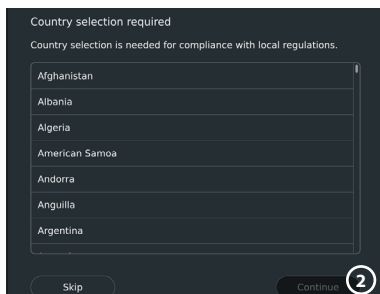 Country selection required
Country selection is needed for compliance with local regulations.
Afghanistan
Albania
Algeria
American Samoa
Andorra
Anguilla
Argentina
Skip
Continue
2